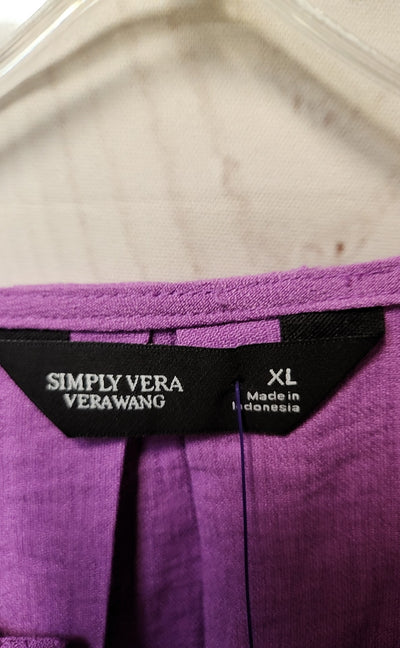 SIMPLY VERA
VERAWANG
XL
Made in
Indonesia